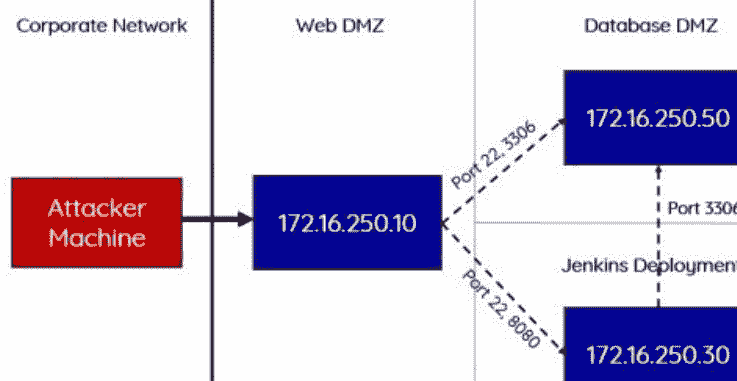 Corporate Network
Web DMZ
Database DMZ
172.16.250.50
Port 22, 3306
Attacker
Machine
172.16.250.10
Port 3306
Jenkins Deployment
Port 22, 8080
172.16.250.30